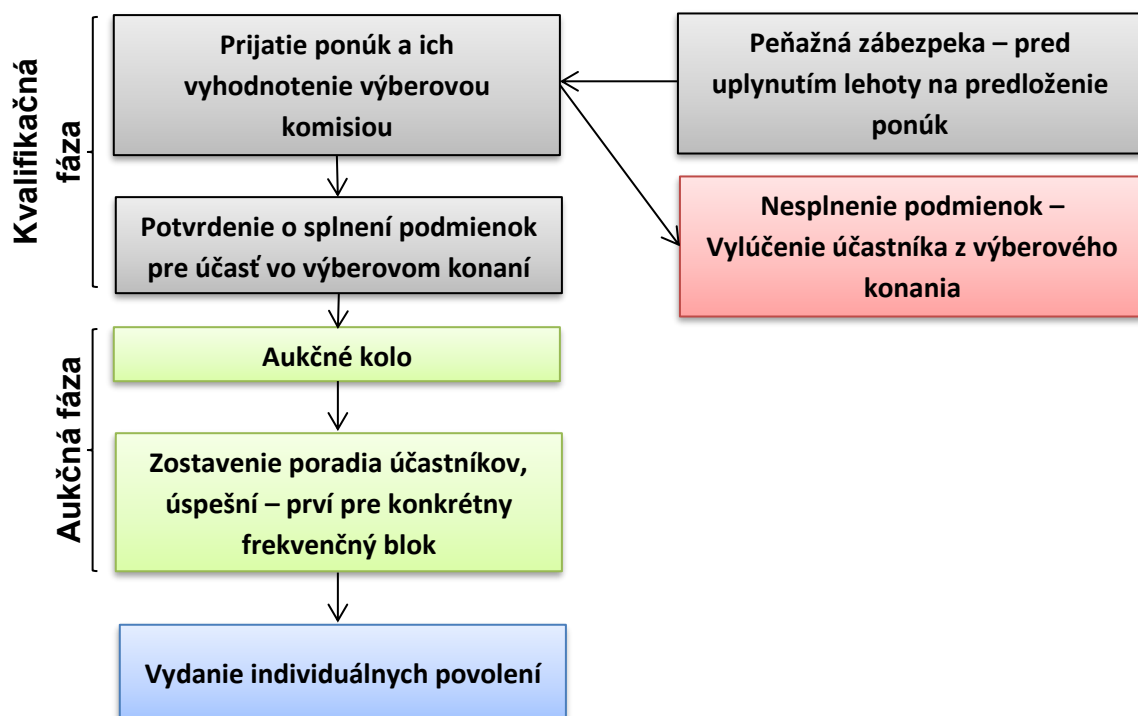 Kvalifikačná
fáza
Prijatie ponúk a ich
vyhodnotenie výberovou
komisiou
Peňažná zábezpeka – pred
uplynutím lehoty na predloženie
ponúk
Potvrdenie o splnení podmienok
pre účasť vo výberovom konaní
Nesplnenie podmienok –
Vylúčenie účastníka z výberového
konania
Aukčná fáza
Aukčné kolo
Zostavenie poradia účastníkov,
úspešní – prví pre konkrétny
frekvenčný blok
Vydanie individuálnych povolení